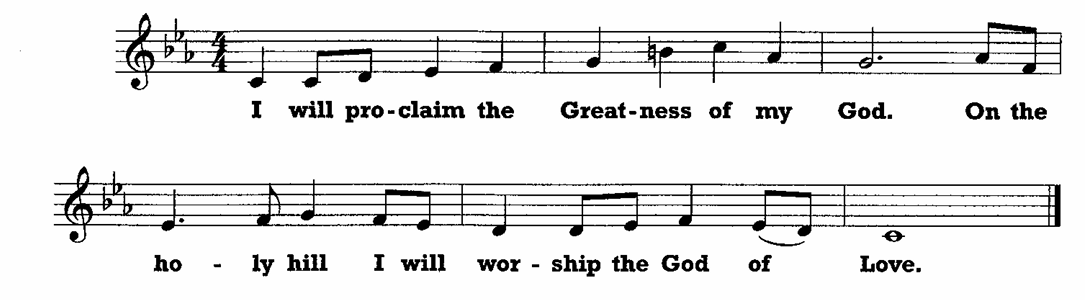 I will pro-claim the Great-ness of my God. On the
ho - ly hill I will wor - ship the God of Love.